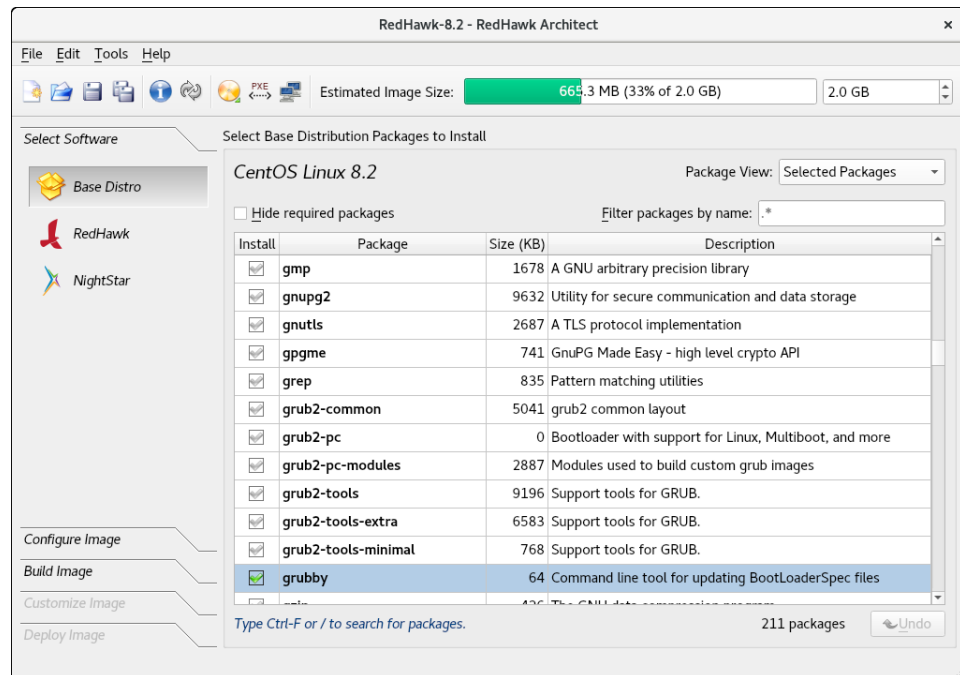 RedHawk-8.2 - RedHawk Architect
File Edit Tools Help
PXE Estimated Image Size: 665.3 MB (33% of 2.0 GB) 2.0 GB
Select Software
Base Distro
RedHawk
NightStar
Configure Image
Build Image
Customize Image
Deploy Image
Select Base Distribution Packages to Install
CentOS Linux 8.2 Package View: Selected Packages
Hide required packages Filter packages by name: .*
Install Package Size (KB) Description
gmp 1678 A GNU arbitrary precision library
gnupg2 9632 Utility for secure communication and data storage
gnutls 2687 A TLS protocol implementation
gpgme 741 GnuPG Made Easy - high level crypto API
grep 835 Pattern matching utilities
grub2-common 5041 grub2 common layout
grub2-pc 0 Bootloader with support for Linux, Multiboot, and more
grub2-pc-modules 2887 Modules used to build custom grub images
grub2-tools 9196 Support tools for GRUB.
grub2-tools-extra 6583 Support tools for GRUB.
grub2-tools-minimal 768 Support tools for GRUB.
grubby 64 Command line tool for updating BootLoaderSpec files
Type Ctrl-F or / to search for packages. 211 packages Undo